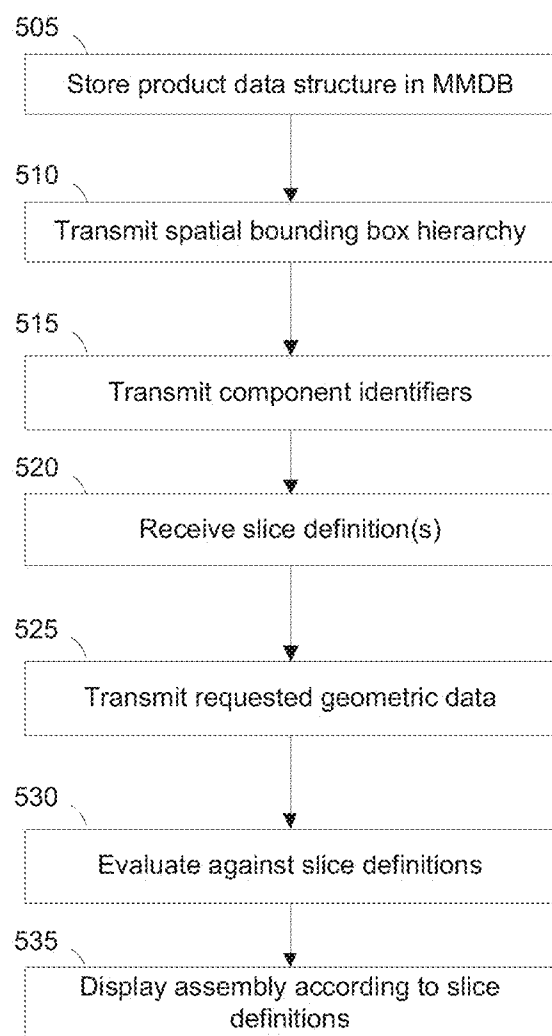 505
Store product data structure in MMDB
510
Transmit spatial bounding box hierarchy
515
Transmit component identifiers
520
Receive slice definition(s)
525
Transmit requested geometric data
530
Evaluate against slice definitions
535
Display assembly according to slice
definitions